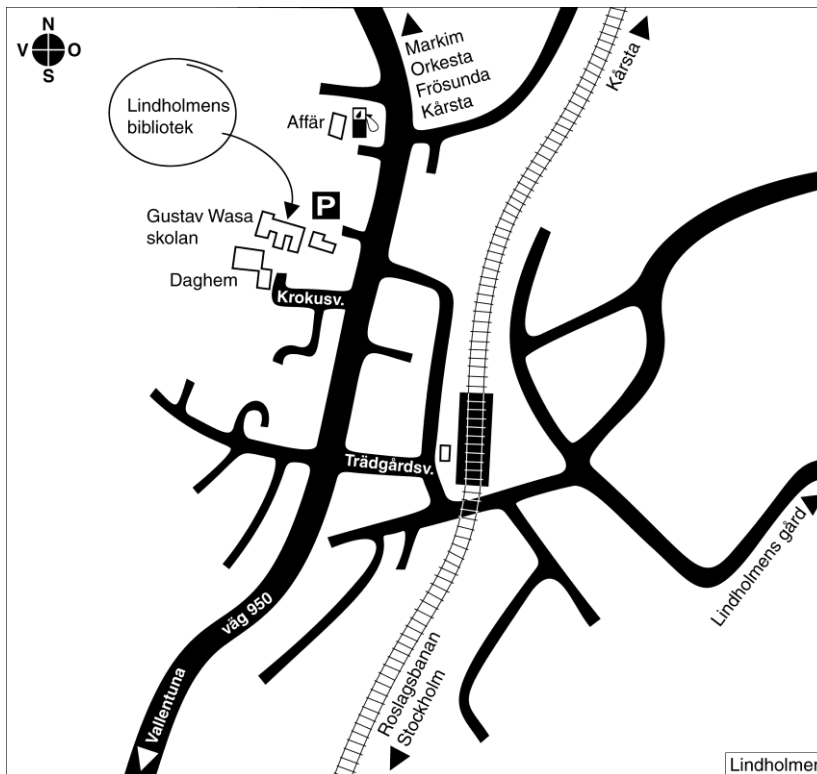 N
V O
S
Markim
Orkesta
Frösunda
Kårsta
Kårsta
Lindholmens
bibliotek
Affär
P
Gustav Wasa
skolan
Daghem
Krokusv.
Trädgårdsv.
väg 950
Vallentuna
Roslagsbanan
Stockholm
Lindholmens gård
Lindholmen